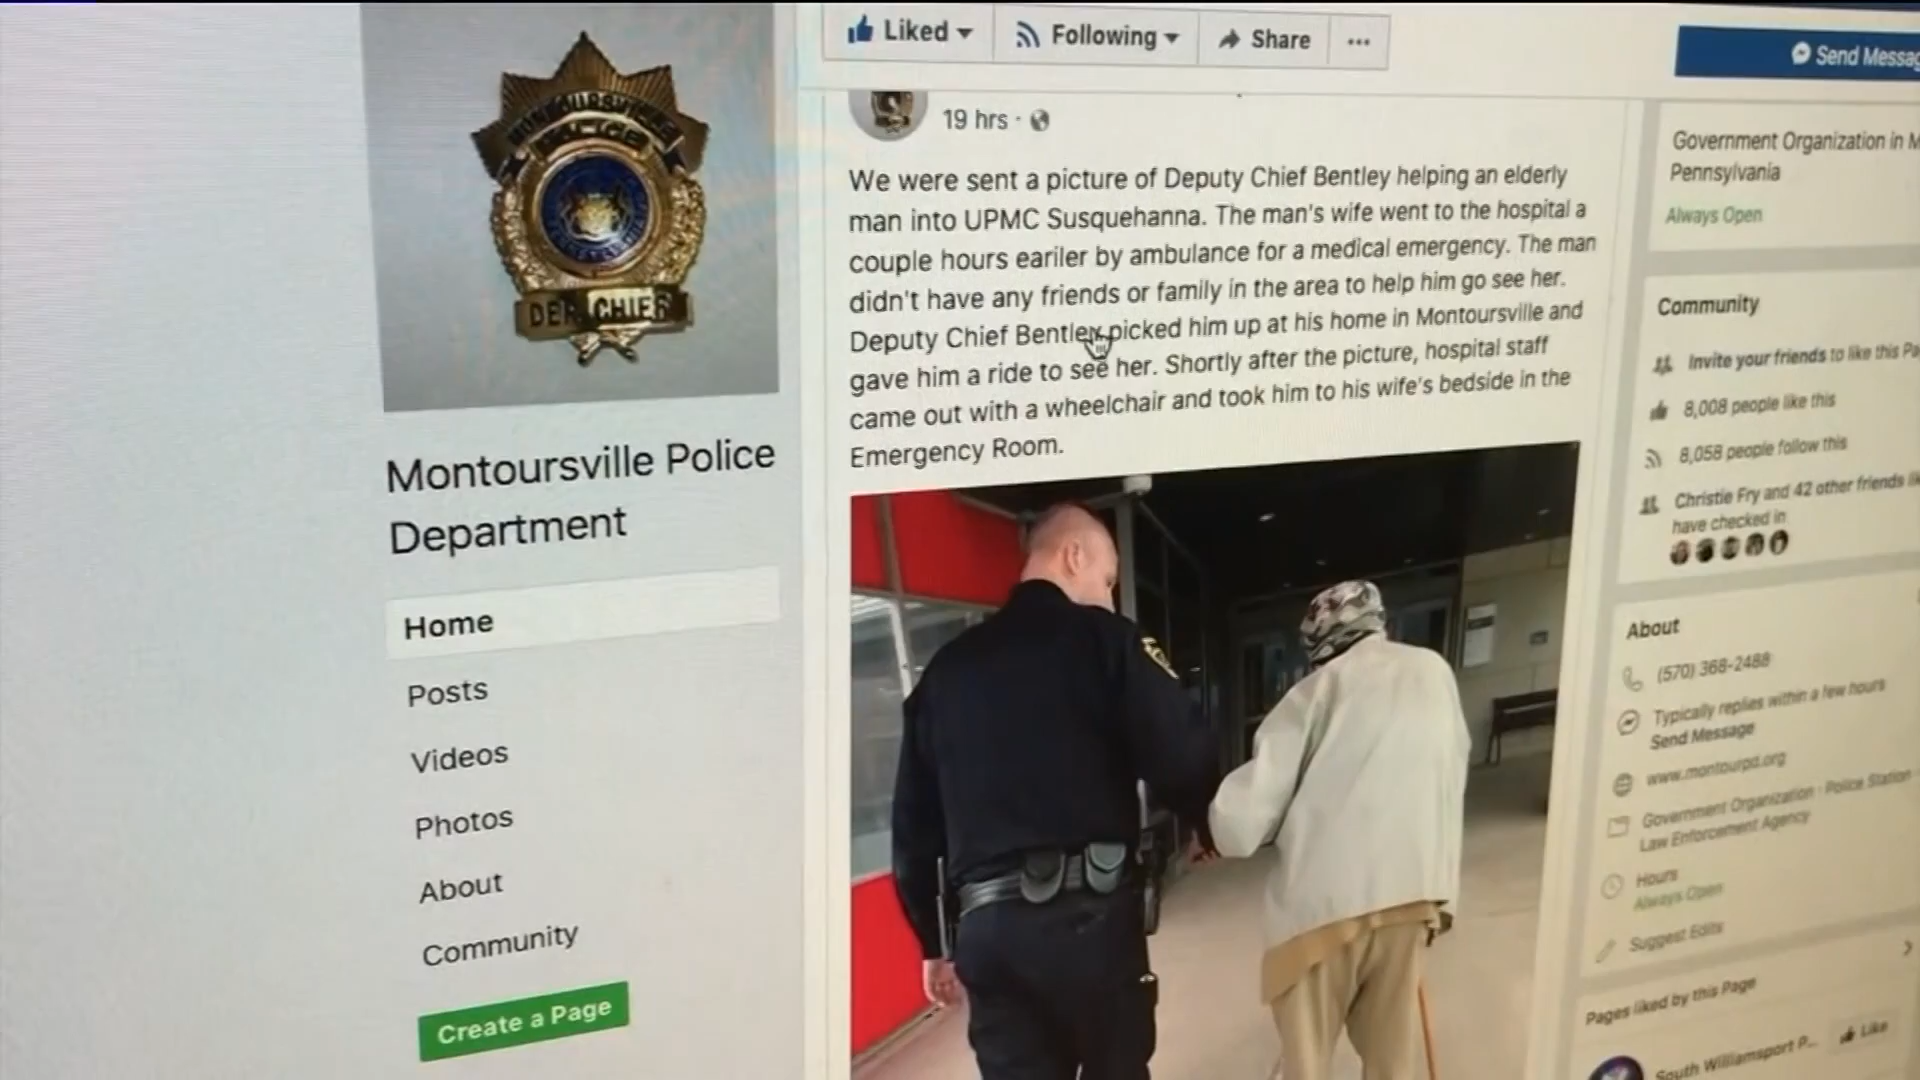 MONTOURSVILLE
POLICE
DEP. CHIEF
Montoursville Police
Department
Home
Posts
Videos
Photos
About
Community
Create a Page
Liked
Following
Share
...
Send Messag
19 hrs ·
We were sent a picture of Deputy Chief Bentley helping an elderly
man into UPMC Susquehanna. The man's wife went to the hospital a
couple hours eariler by ambulance for a medical emergency. The man
didn't have any friends or family in the area to help him go see her.
Deputy Chief Bentley picked him up at his home in Montoursville and
gave him a ride to see her. Shortly after the picture, hospital staff
came out with a wheelchair and took him to his wife's bedside in the
Emergency Room.
Government Organization in M
Pennsylvania
Always Open
Community
Invite your friends to like this Pa
8,008 people like this
8,058 people follow this
Christie Fry and 42 other friends li
have checked in
About
(570) 368-2488
Typically replies within a few hours
Send Message
www.montourpd.org
Government Organization · Police Station ·
Law Enforcement Agency
Hours
Always Open
Suggest Edits
Pages liked by this Page
South Williamsport P...
Like